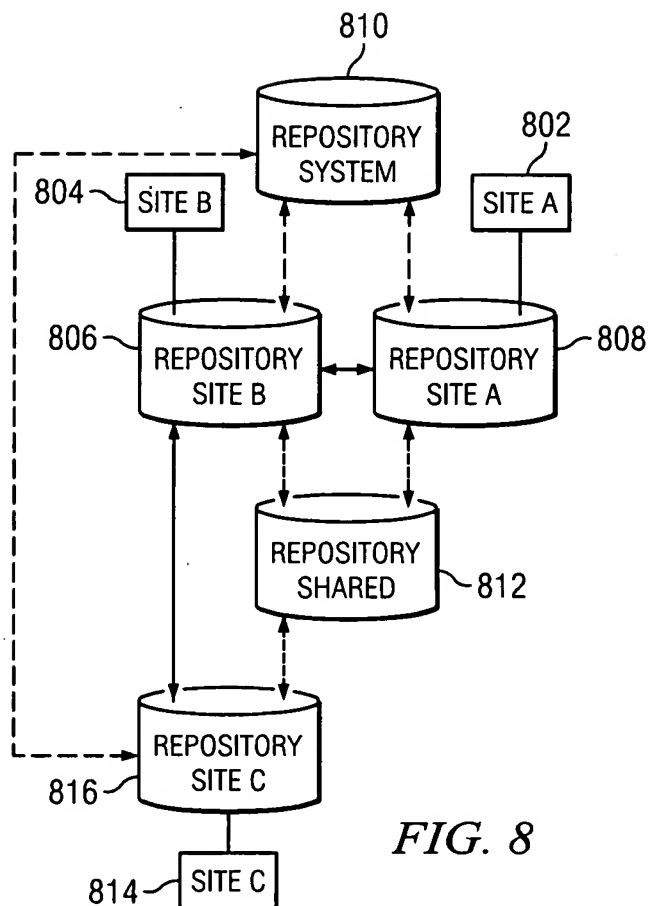 810
REPOSITORY
SYSTEM
802
804
SITE B
SITE A
806
REPOSITORY
SITE B
REPOSITORY
SITE A
808
REPOSITORY
SHARED
812
REPOSITORY
SITE C
816
FIG. 8
814
SITE C